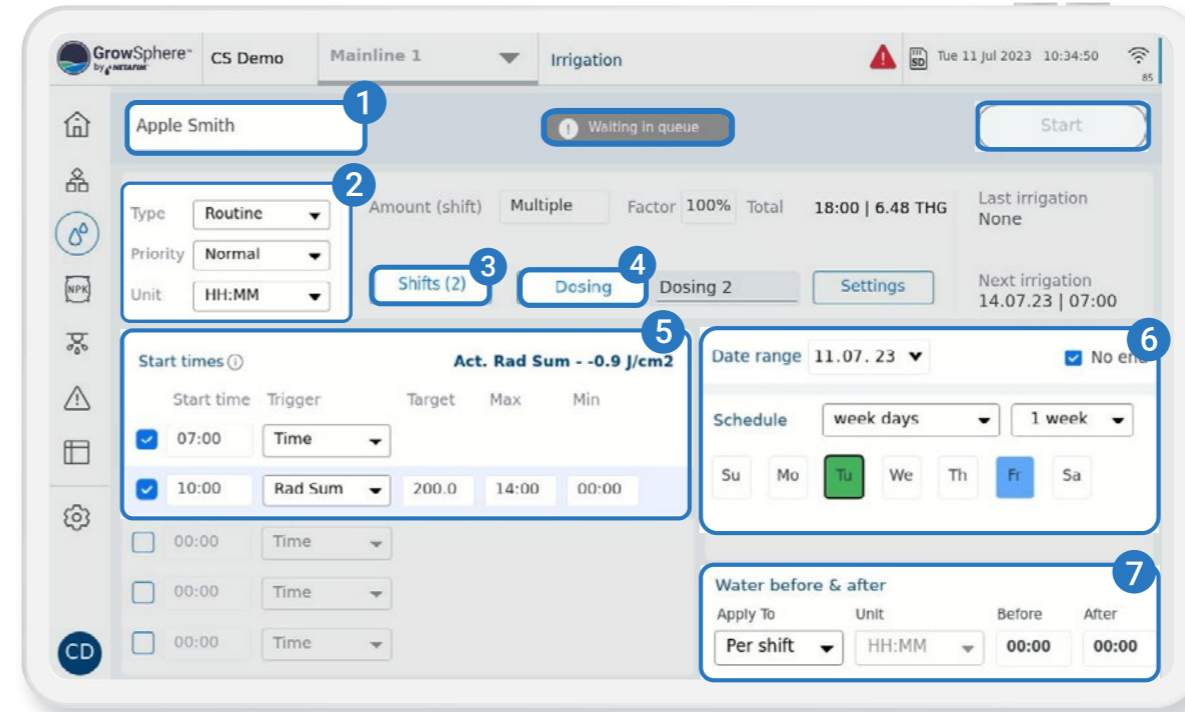 GrowSphere™ CS Demo Mainline 1 Irrigation SD Tue 11 Jul 2023 10:34:50
by NETAFIM 85
1
Apple Smith Waiting in queue Start
2
Type Routine Amount (shift) Multiple Factor 100% Total 18:00 | 6.48 THG Last irrigation
None
Priority Normal
3 4
Unit HH:MM Shifts (2) Dosing Dosing 2 Settings Next irrigation
14.07.23 | 07:00
NPK
5 6
Start times Act. Rad Sum - -0.9 J/cm2
Start time Trigger Target Max Min
07:00 Time
10:00 Rad Sum 200.0 14:00 00:00
00:00 Time
00:00 Time
00:00 Time
Date range 11.07. 23 No en
Schedule week days 1 week
Su Mo Tu We Th Fr Sa
7
Water before & after
Apply To Unit Before After
Per shift HH:MM 00:00 00:00
CD